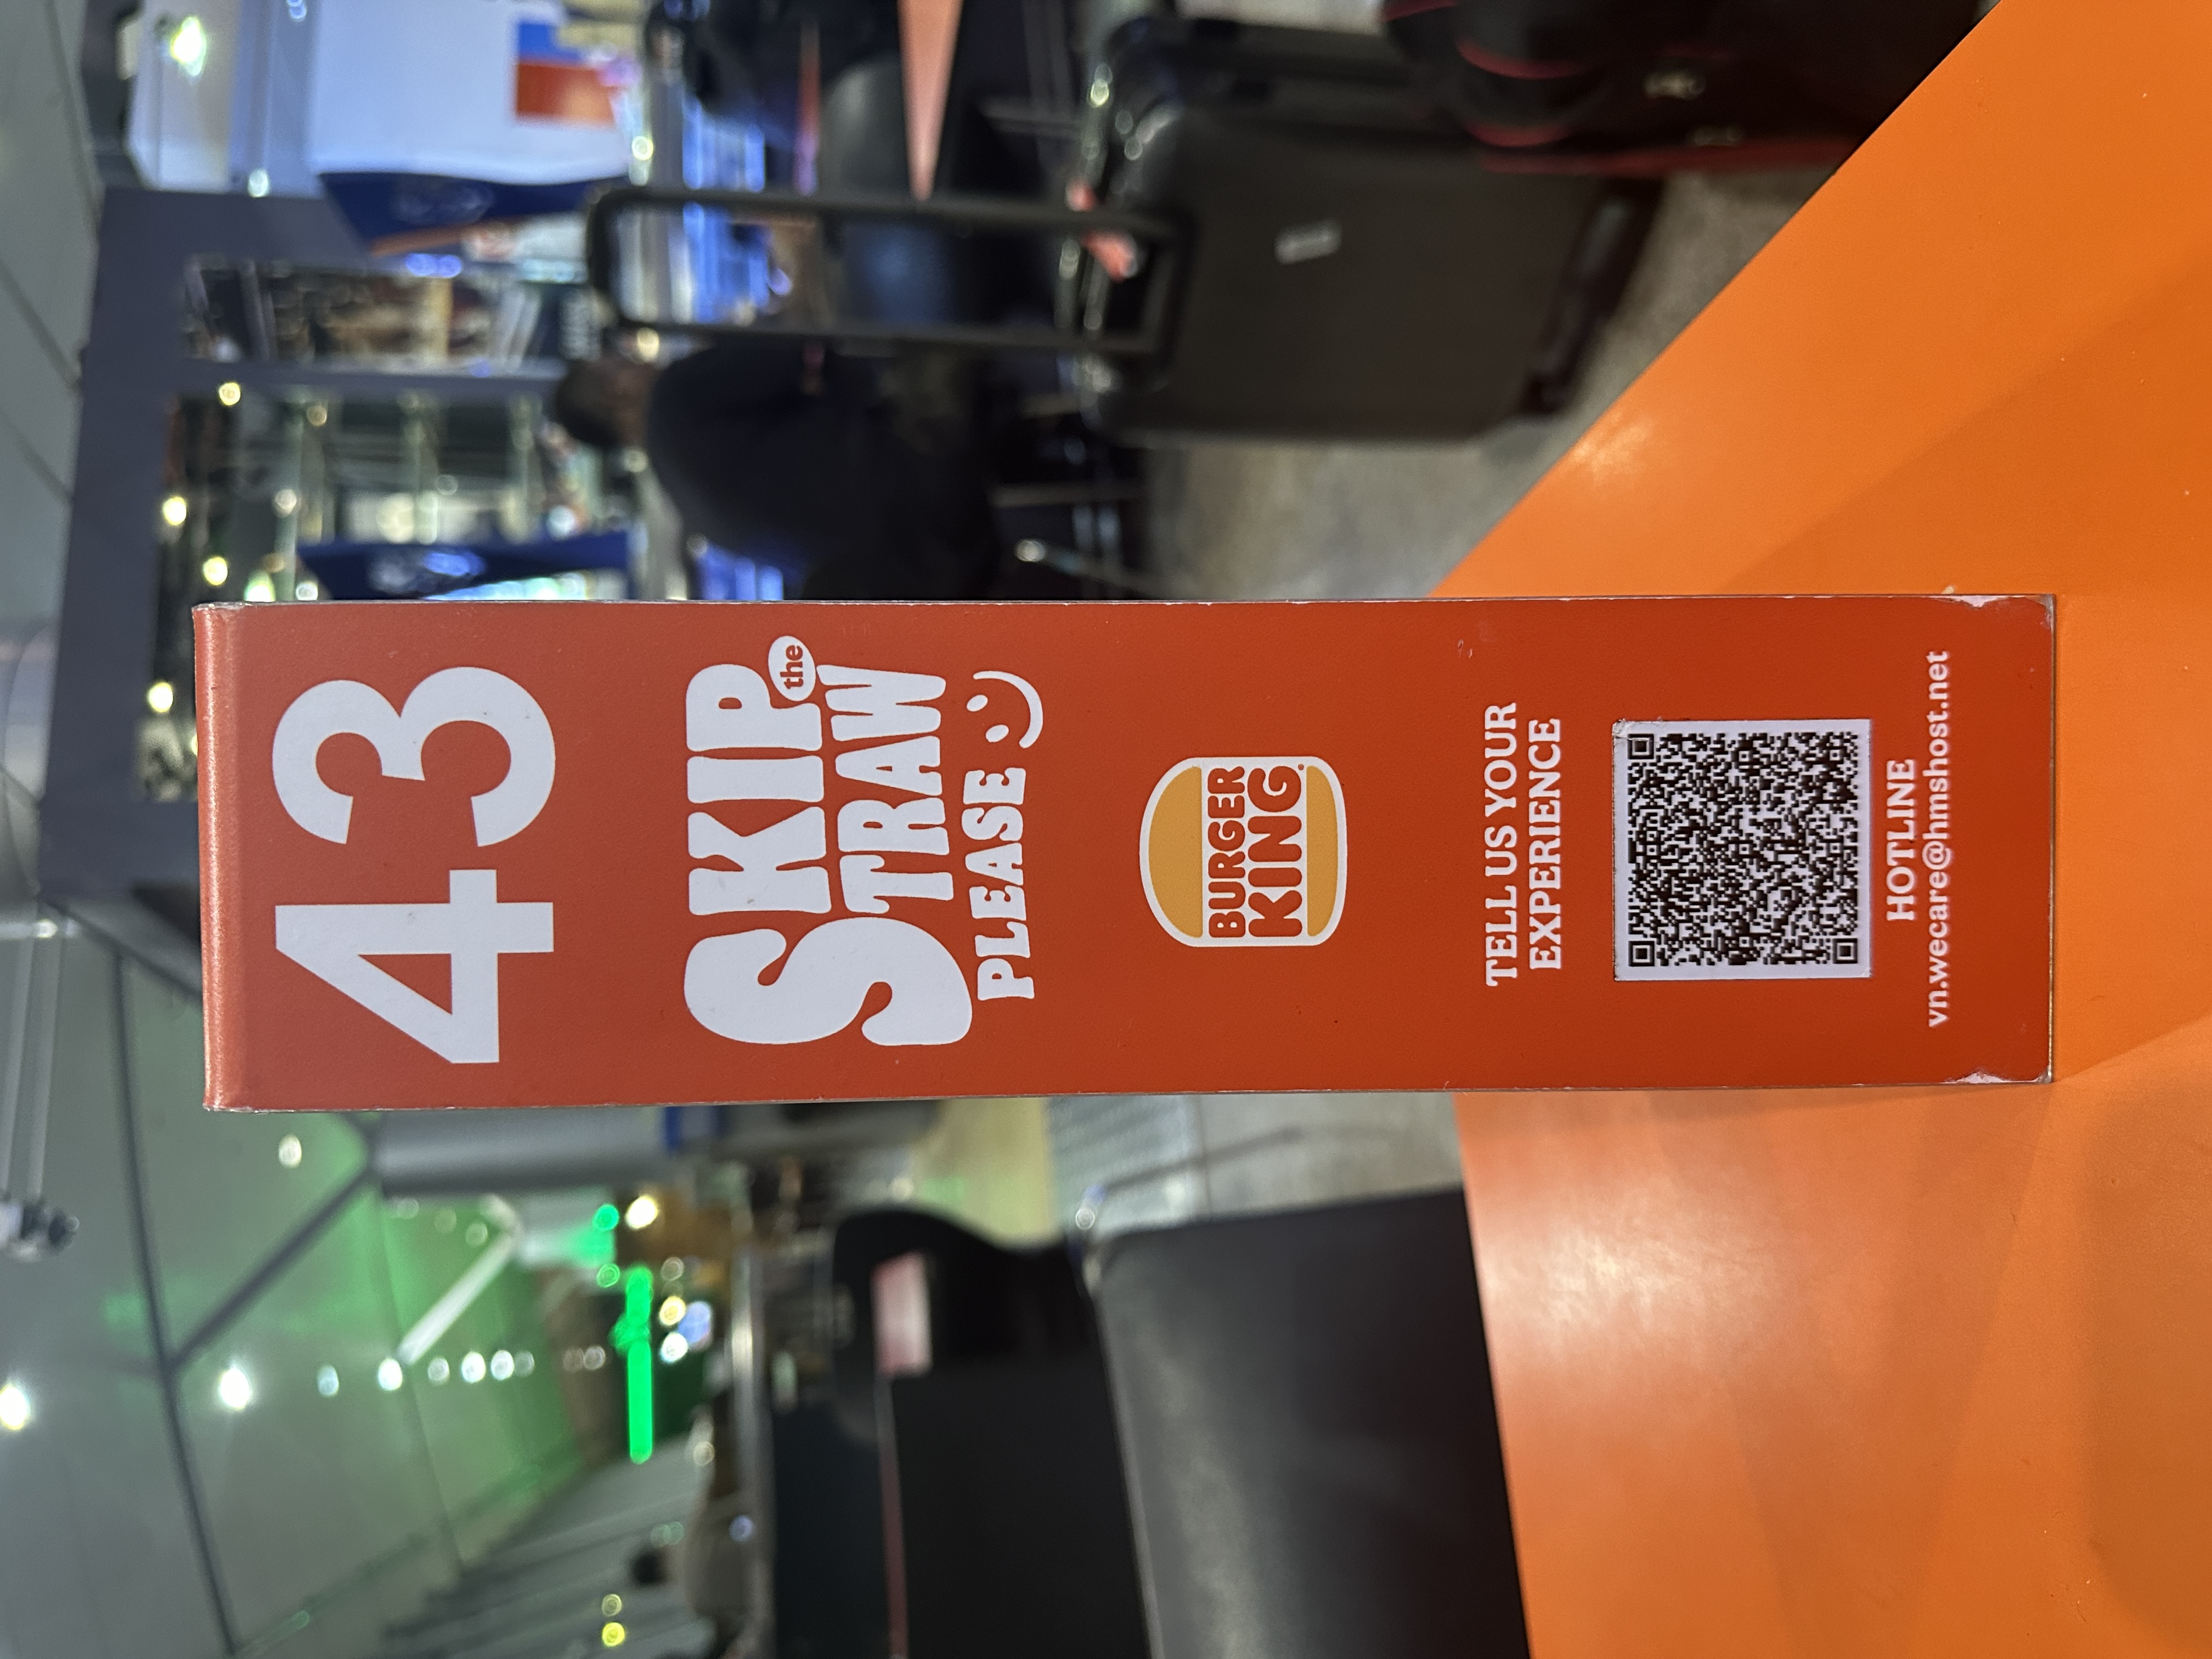 43
SKIP the
STRAW
PLEASE
BURGER
KING
TELL US YOUR
EXPERIENCE
HOTLINE
vn.wecare@hmshost.net